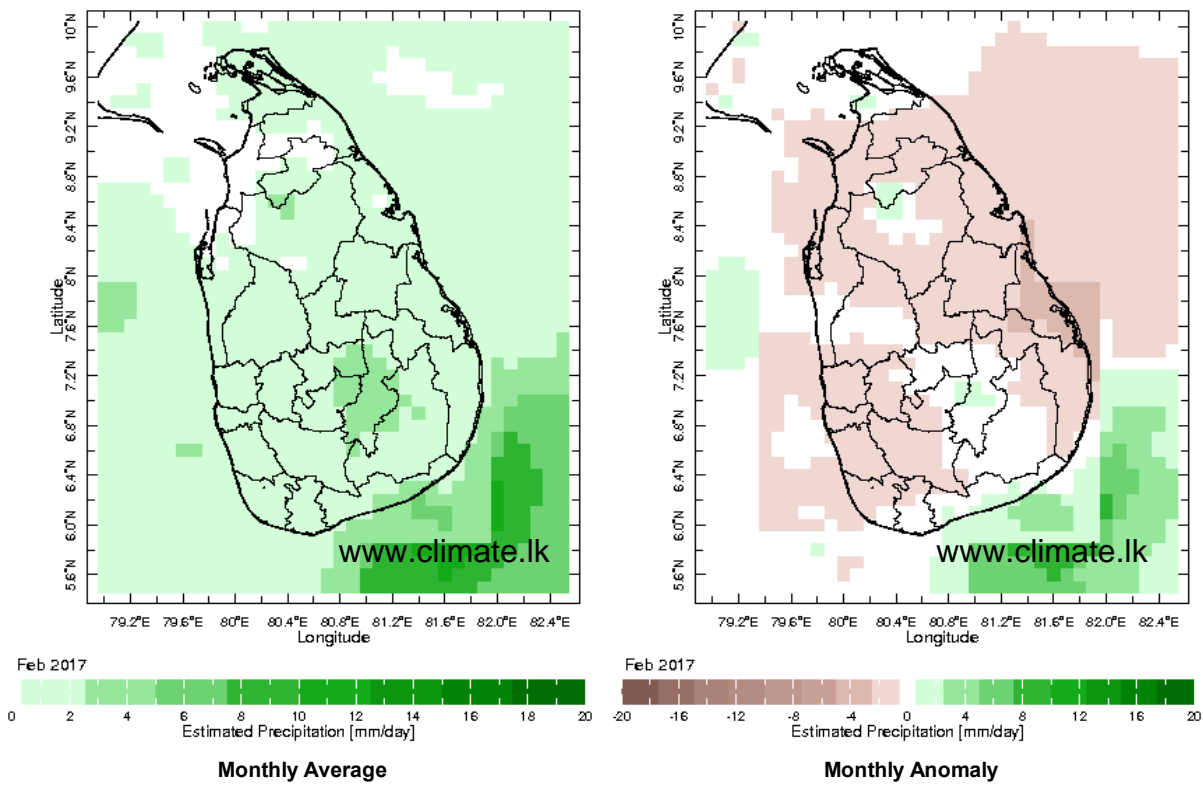 10°N
9.6°N
9.2°N
8.8°N
8.4°N
8°N
7.6°N
7.2°N
6.8°N
6.4°N
6.0°N
5.6°N
Latitude
www.climate.lk
79.2°E 79.6°E 80°E 80.4°E 80.8°E 81.2°E 81.6°E 82.0°E 82.4°E
Longitude
Feb 2017
0 2 4 6 8 10 12 14 16 18 20
Estimated Precipitation [mm/day]
Monthly Average
10°N
9.6°N
9.2°N
8.8°N
8.4°N
8°N
7.6°N
7.2°N
6.8°N
6.4°N
6.0°N
5.6°N
Latitude
www.climate.lk
79.2°E 79.6°E 80°E 80.4°E 80.8°E 81.2°E 81.6°E 82.0°E 82.4°E
Longitude
Feb 2017
-20 -16 -12 -8 -4 0 4 8 12 16 20
Estimated Precipitation [mm/day]
Monthly Anomaly